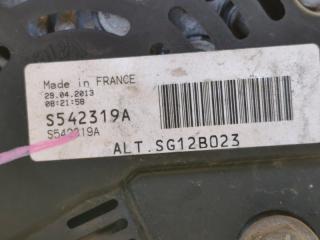 Made in FRANCE
29.04.2013
08:21:58
S542319A
S542319A
ALT.SG12B023